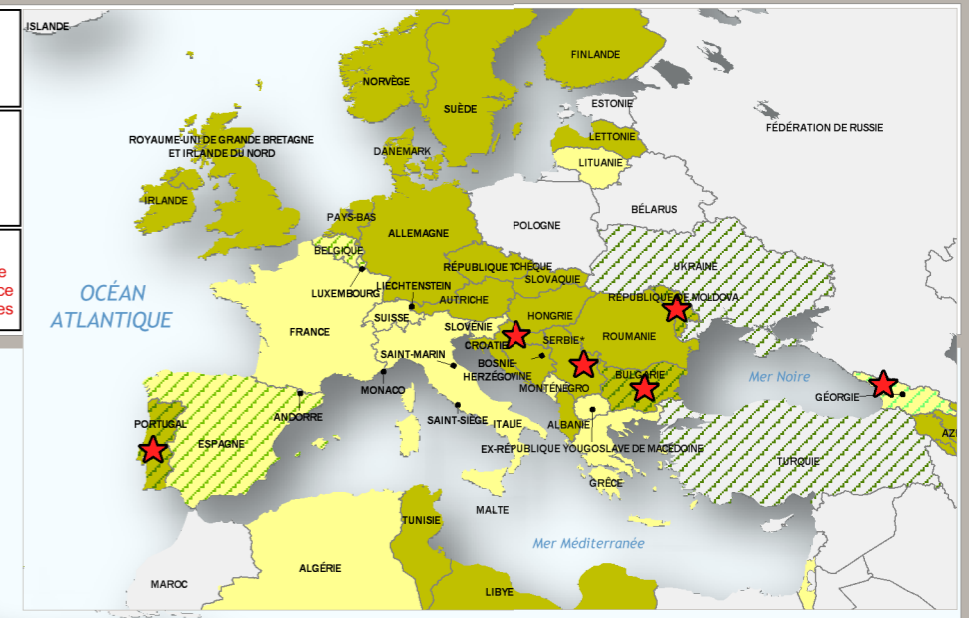 ISLANDE
NORVÈGE
SUÈDE
FINLANDE
ESTONIE
FÉDÉRATION DE RUSSIE
LETTONIE
LITUANIE
ROYAUME-UNI DE GRANDE BRETAGNE
ET IRLANDE DU NORD
DANEMARK
IRLANDE
PAYS-BAS
BÉLARUS
POLOGNE
ALLEMAGNE
BELGIQUE
e
ce
es
LUXEMBOURG
LIECHTENSTEIN
RÉPUBLIQUE TCHÈQUE
SLOVAQUIE
UKRAINE
OCÉAN
ATLANTIQUE
AUTRICHE
RÉPUBLIQUE DE MOLDOVA
SUISSE
HONGRIE
FRANCE
SLOVÉNIE
CROATIE
SERBIE*
ROUMANIE
SAINT-MARIN
BOSNIE-
HERZÉGOVINE
MONACO
MONTÉNÉGRO
BULGARIE
Mer Noire
GÉORGIE
ANDORRE
PORTUGAL
ESPAGNE
SAINT-SIÈGE
ITALIE
ALBANIE
AZ
EX-RÉPUBLIQUE YOUGOSLAVE DE MACÉDOINE
TURQUIE
GRÈCE
MALTE
TUNISIE
Mer Méditerranée
ALGÉRIE
MAROC
LIBYE